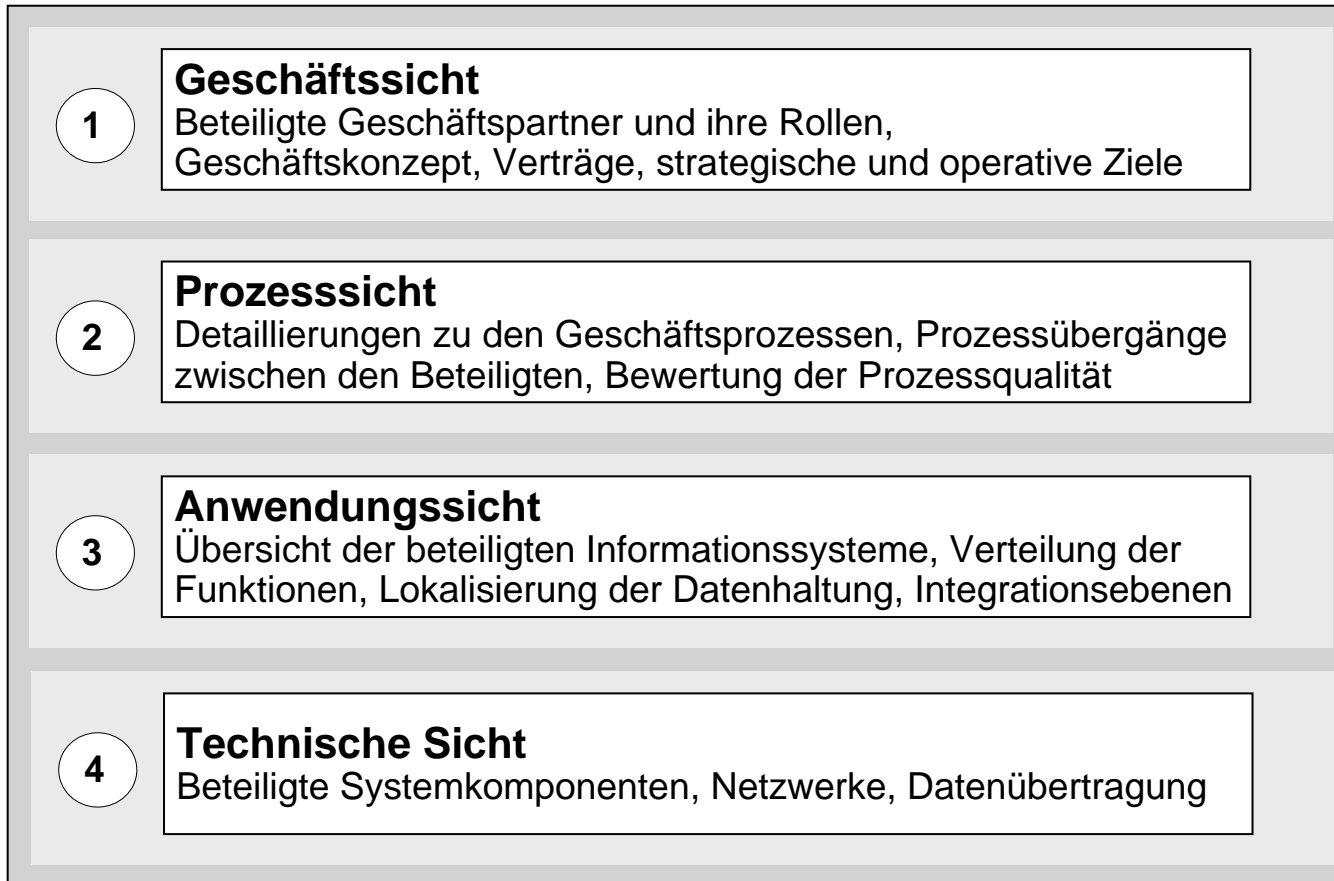 1
Geschäftssicht
Beteiligte Geschäftspartner und ihre Rollen,
Geschäftskonzept, Verträge, strategische und operative Ziele
2
Prozesssicht
Detaillierungen zu den Geschäftsprozessen, Prozessübergänge
zwischen den Beteiligten, Bewertung der Prozessqualität
3
Anwendungssicht
Übersicht der beteiligten Informationssysteme, Verteilung der
Funktionen, Lokalisierung der Datenhaltung, Integrationsebenen
4
Technische Sicht
Beteiligte Systemkomponenten, Netzwerke, Datenübertragung